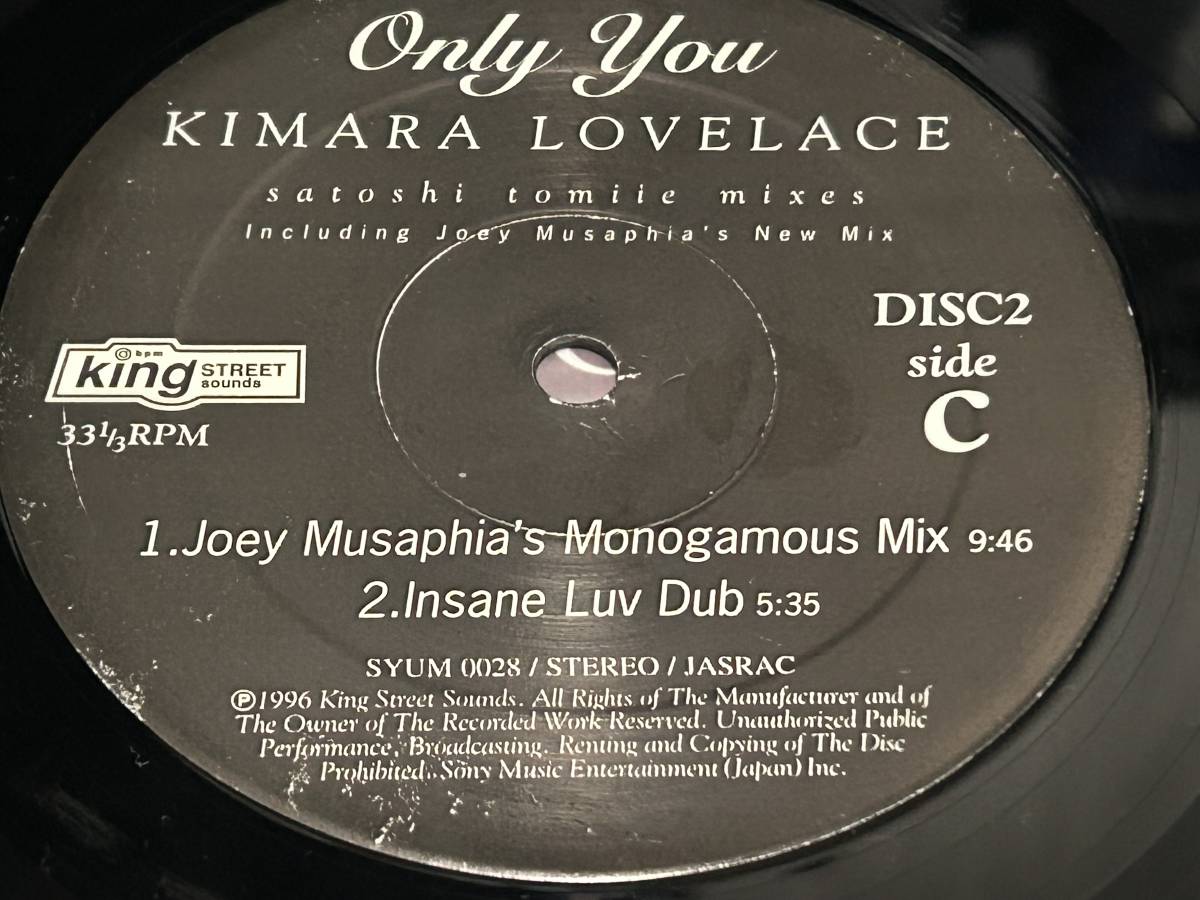 Only You
KIMARA LOVELACE
satoshi tomiie mixes
Including Joey Musaphia's New Mix
DISC2
side
C
@bpm
king STREET
sounds
33⅓RPM
1.Joey Musaphia's Monogamous Mix 9:46
2.Insane Luv Dub 5:35
SYUM 0028 / STEREO / JASRAC
℗1996 King Street Sounds. All Rights of The Manufacturer and of
The Owner of The Recorded Work Reserved. Unauthorized Public
Performance, Broadcasting, Renting and Copying of The Disc
Prohibited. Sony Music Entertainment (Japan) Inc.